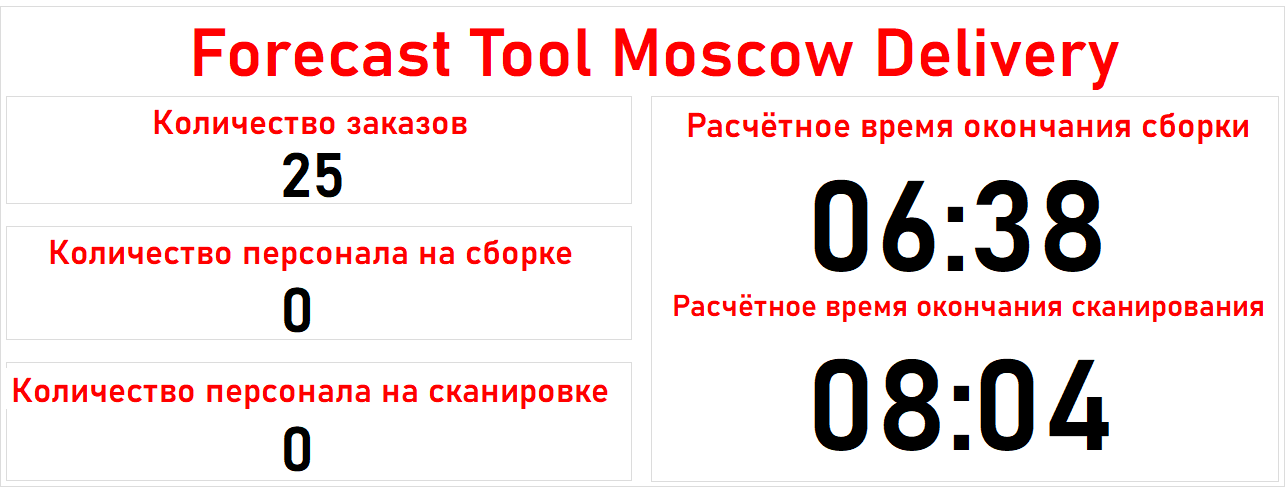 Forecast Tool Moscow Delivery
Количество заказов
25
Количество персонала на сборке
0
Количество персонала на сканировке
0
Расчётное время окончания сборки
06:38
Расчётное время окончания сканирования
08:04